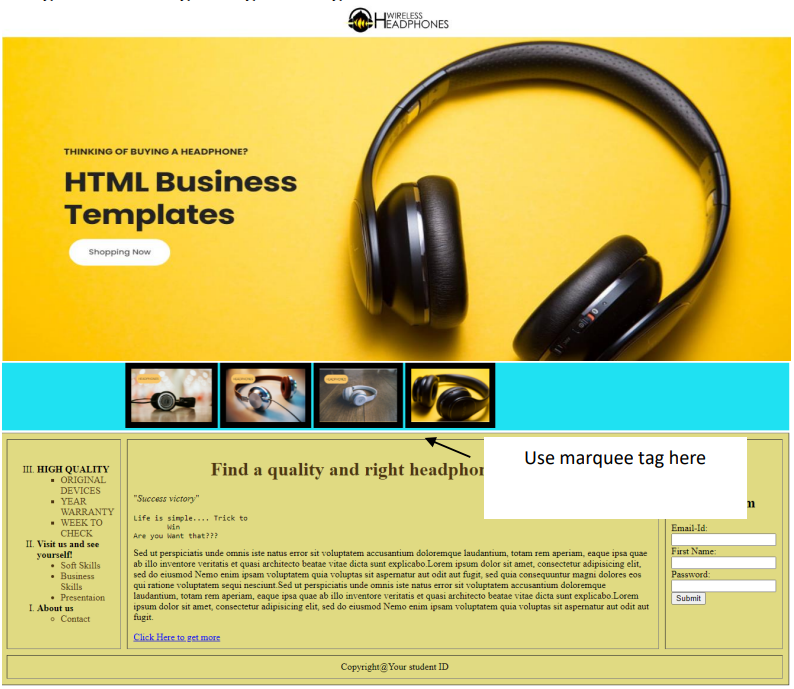 WIRELESS
HEADPHONES
THINKING OF BUYING A HEADPHONE?
HTML Business
Templates
Shopping Now
Use marquee tag here
III. HIGH QUALITY
ORIGINAL
DEVICES
YEAR
WARRANTY
WEEK TO
CHECK
II. Visit us and see
yourself!
Soft Skills
Business
Skills
Presentaion
I. About us
Contact
Find a quality and right headphon
"Success victory"
Life is simple.... Trick to
Win
Are you Want that???
Sed ut perspiciatis unde omnis iste natus error sit voluptatem accusantium doloremque laudantium, totam rem aperiam, eaque ipsa quae
ab illo inventore veritatis et quasi architecto beatae vitae dicta sunt explicabo.Lorem ipsum dolor sit amet, consectetur adipisicing elit,
sed do eiusmod Nemo enim ipsam voluptatem quia voluptas sit aspernatur aut odit aut fugit, sed quia consequuntur magni dolores eos
qui ratione voluptatem sequi nesciunt.Sed ut perspiciatis unde omnis iste natus error sit voluptatem accusantium doloremque
laudantium, totam rem aperiam, eaque ipsa quae ab illo inventore veritatis et quasi architecto beatae vitae dicta sunt explicabo.Lorem
ipsum dolor sit amet, consectetur adipisicing elit, sed do eiusmod Nemo enim ipsam voluptatem quia voluptas sit aspernatur aut odit aut
fugit.
Click Here to get more
m
Email-Id:
First Name:
Password:
Submit
Copyright@Your student ID